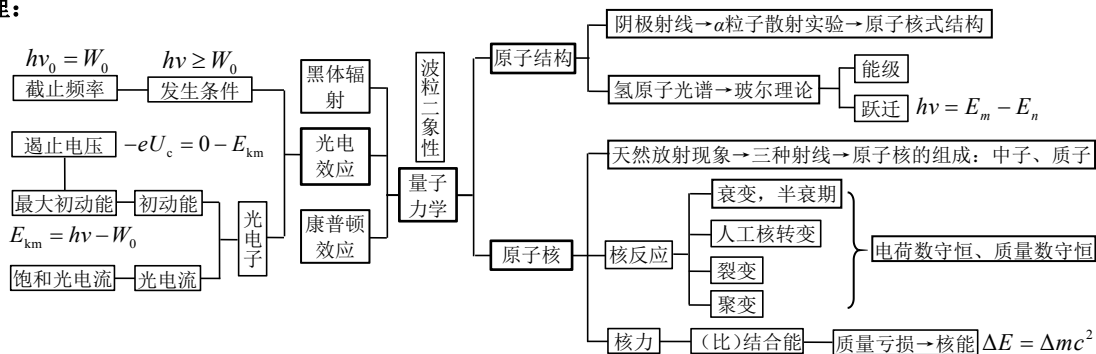 理：
hν₀ = W₀
截止频率
hν ≥ W₀
发生条件
遏止电压
−eU_c = 0 − E_km
最大初动能
初动能
E_km = hν − W₀
饱和光电流
光电流
光电子
黑体辐
射
光电
效应
康普顿
效应
波粒二象性
量子
力学
原子结构
阴极射线→α粒子散射实验→原子核式结构
氢原子光谱→玻尔理论
能级
跃迁
hν = E_m − E_n
原子核
天然放射现象→三种射线→原子核的组成：中子、质子
核反应
衰变，半衰期
人工核转变
裂变
聚变
电荷数守恒、质量数守恒
核力
（比）结合能
质量亏损→核能
ΔE = Δmc²